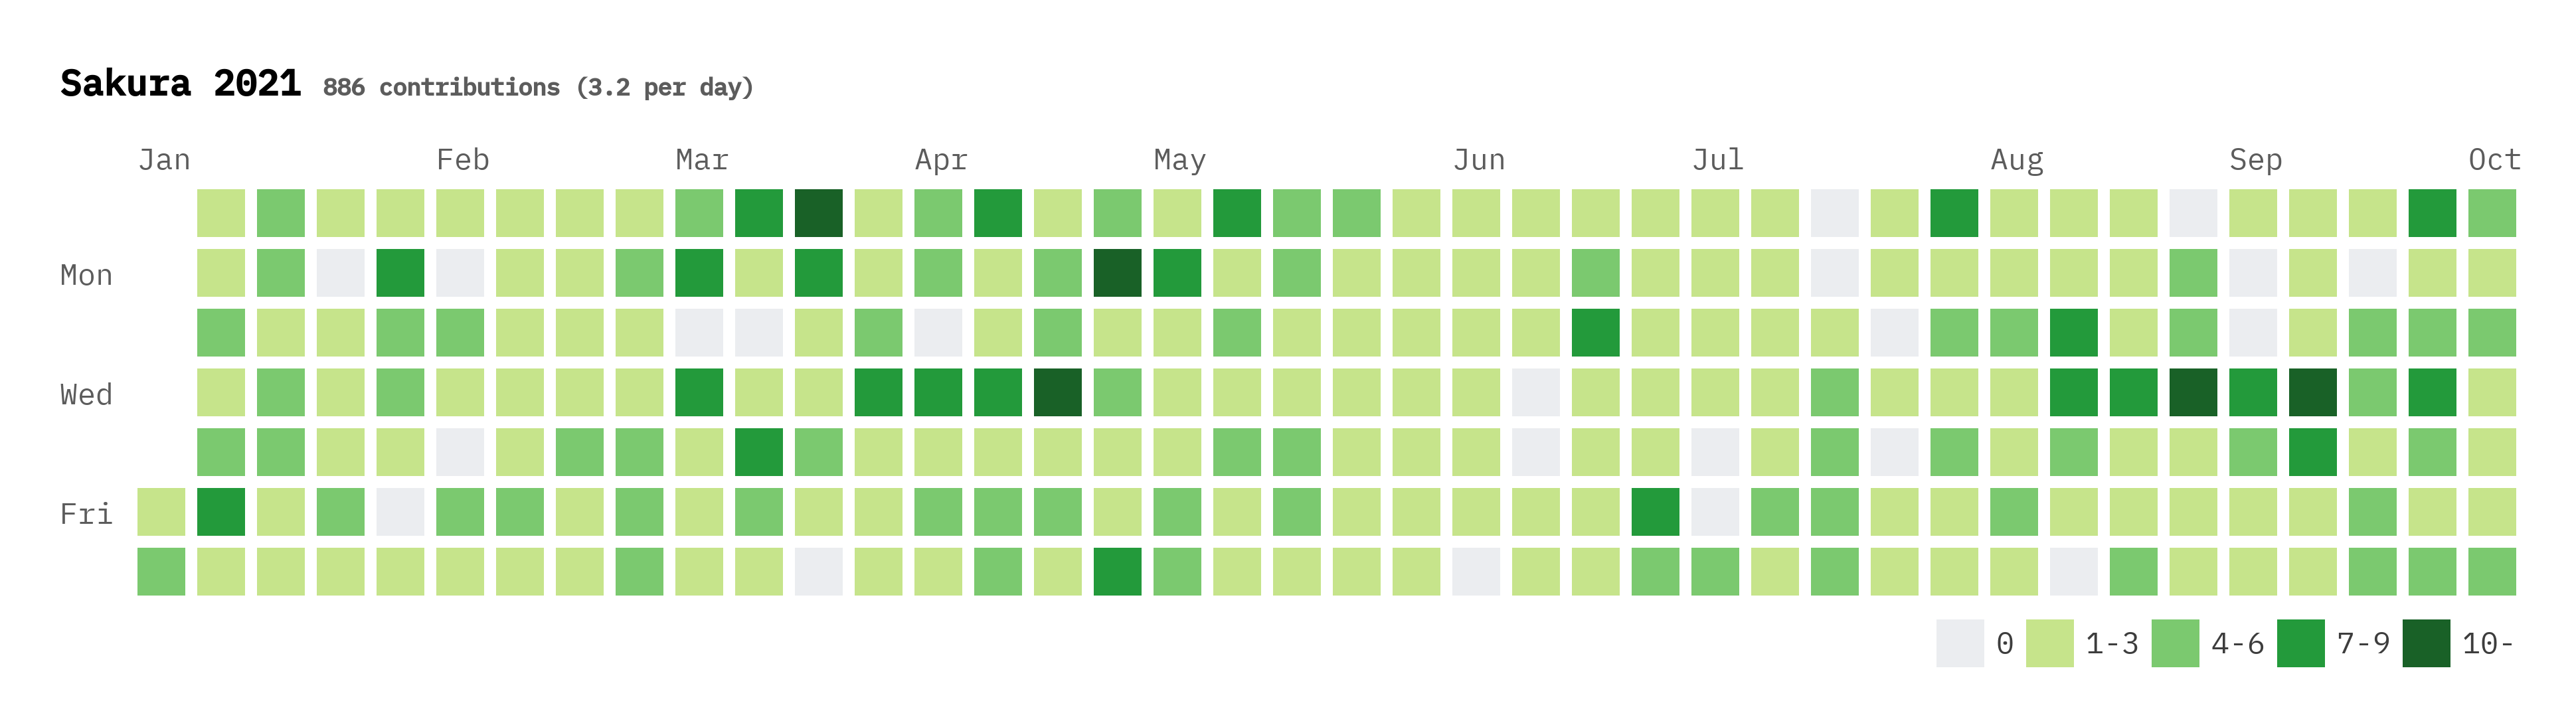 Sakura 2021 886 contributions (3.2 per day)
Jan Feb Mar Apr May Jun Jul Aug Sep Oct
Mon
Wed
Fri
0 1-3 4-6 7-9 10-